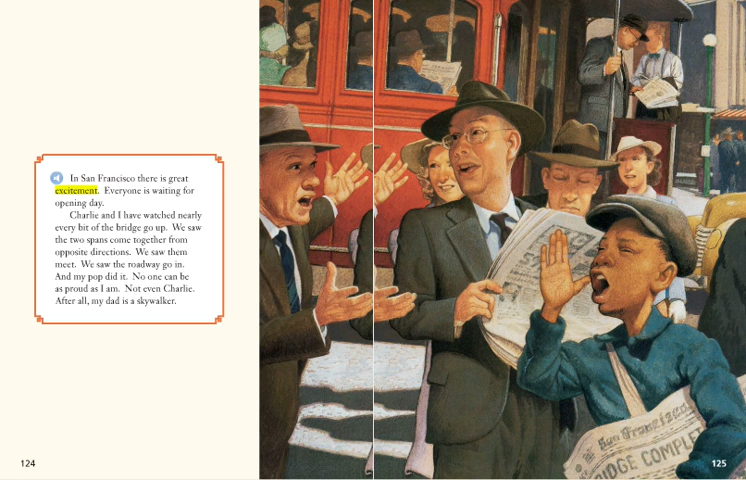 In San Francisco there is great
excitement. Everyone is waiting for
opening day.
Charlie and I have watched nearly
every bit of the bridge go up. We saw
the two spans come together from
opposite directions. We saw them
meet. We saw the roadway go in.
And my pop did it. No one can be
as proud as I am. Not even Charlie.
After all, my dad is a skywalker.
San Francisco
RIDGE COMPLE
124
125